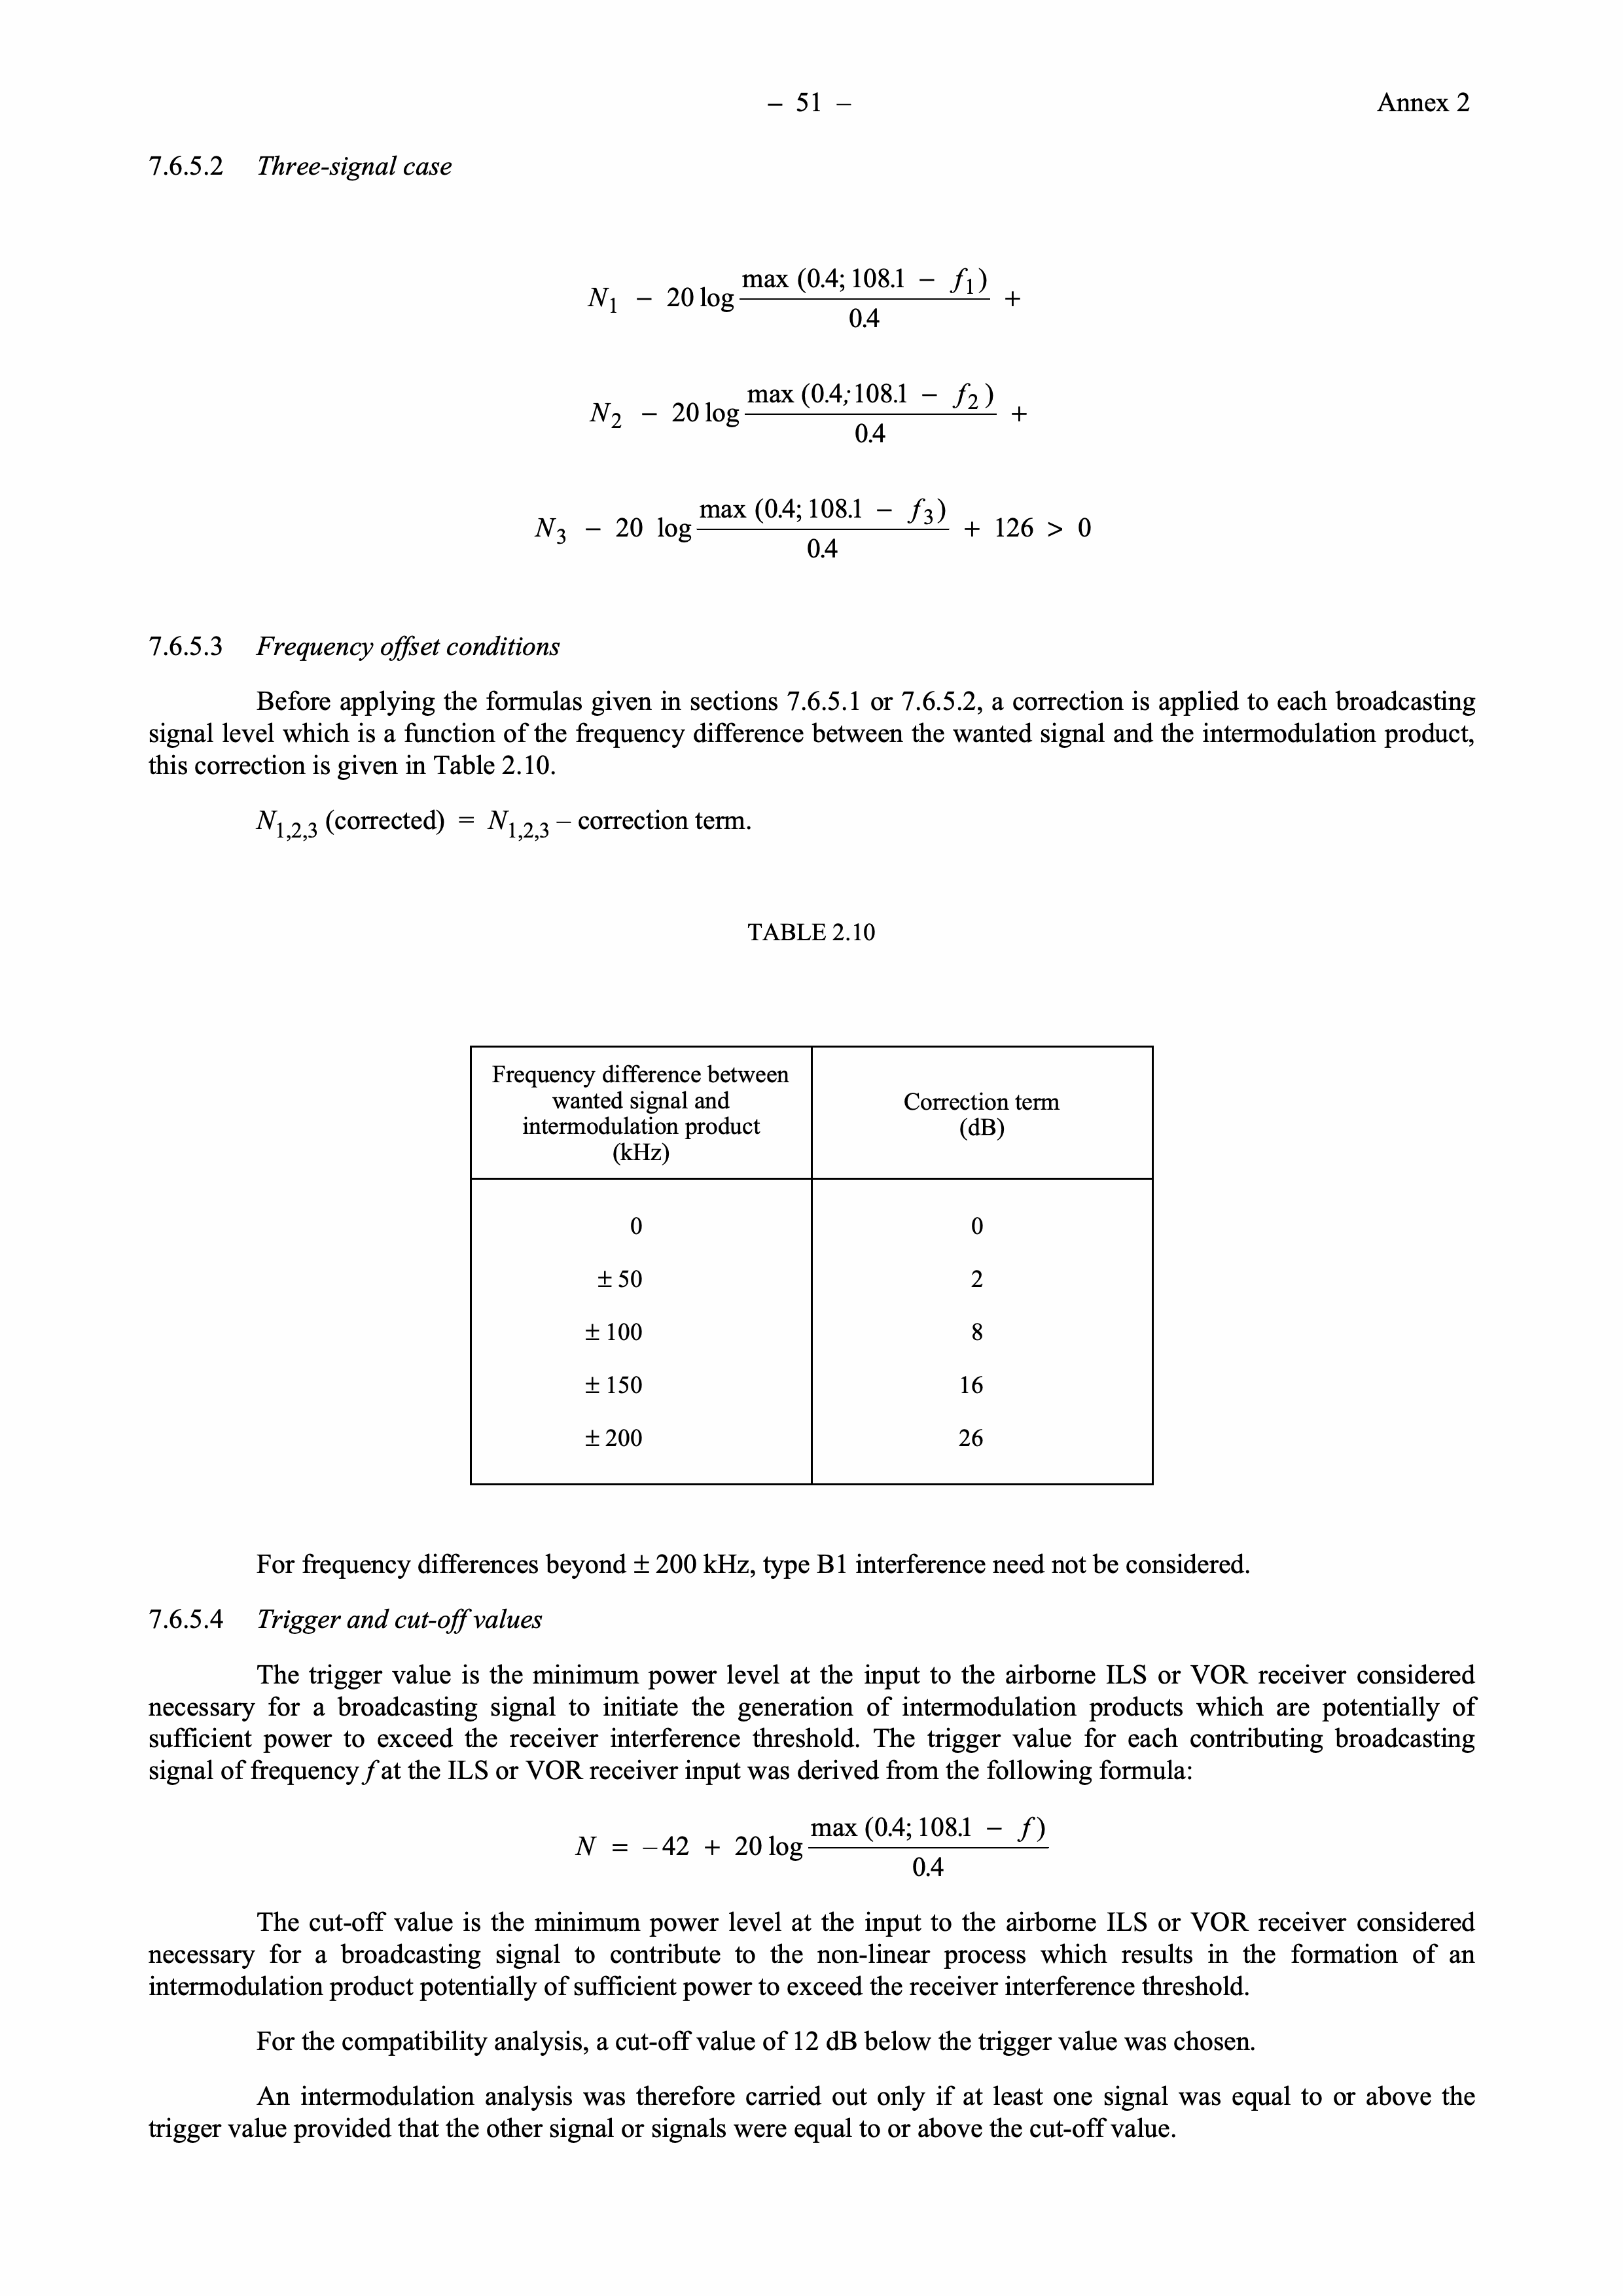 – 51 –
Annex 2
7.6.5.2 Three-signal case
N1 − 20 log max (0.4; 108.1 − f1) / 0.4 +
N2 − 20 log max (0.4; 108.1 − f2) / 0.4 +
N3 − 20 log max (0.4; 108.1 − f3) / 0.4 + 126 > 0
7.6.5.3 Frequency offset conditions
Before applying the formulas given in sections 7.6.5.1 or 7.6.5.2, a correction is applied to each broadcasting
signal level which is a function of the frequency difference between the wanted signal and the intermodulation product,
this correction is given in Table 2.10.
N1,2,3 (corrected) = N1,2,3 – correction term.
TABLE 2.10
Frequency difference between
wanted signal and
intermodulation product
(kHz)
Correction term
(dB)
0 0
± 50 2
± 100 8
± 150 16
± 200 26
For frequency differences beyond ± 200 kHz, type B1 interference need not be considered.
7.6.5.4 Trigger and cut-off values
The trigger value is the minimum power level at the input to the airborne ILS or VOR receiver considered
necessary for a broadcasting signal to initiate the generation of intermodulation products which are potentially of
sufficient power to exceed the receiver interference threshold. The trigger value for each contributing broadcasting
signal of frequency f at the ILS or VOR receiver input was derived from the following formula:
N = −42 + 20 log max (0.4; 108.1 − f) / 0.4
The cut-off value is the minimum power level at the input to the airborne ILS or VOR receiver considered
necessary for a broadcasting signal to contribute to the non-linear process which results in the formation of an
intermodulation product potentially of sufficient power to exceed the receiver interference threshold.
For the compatibility analysis, a cut-off value of 12 dB below the trigger value was chosen.
An intermodulation analysis was therefore carried out only if at least one signal was equal to or above the
trigger value provided that the other signal or signals were equal to or above the cut-off value.